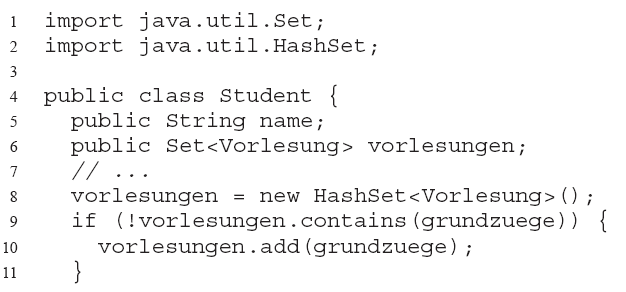 1 import java.util.Set;
2 import java.util.HashSet;
3
4 public class Student {
5   public String name;
6   public Set<Vorlesung> vorlesungen;
7   // ...
8   vorlesungen = new HashSet<Vorlesung>();
9   if (!vorlesungen.contains(grundzuege)) {
10     vorlesungen.add(grundzuege);
11   }